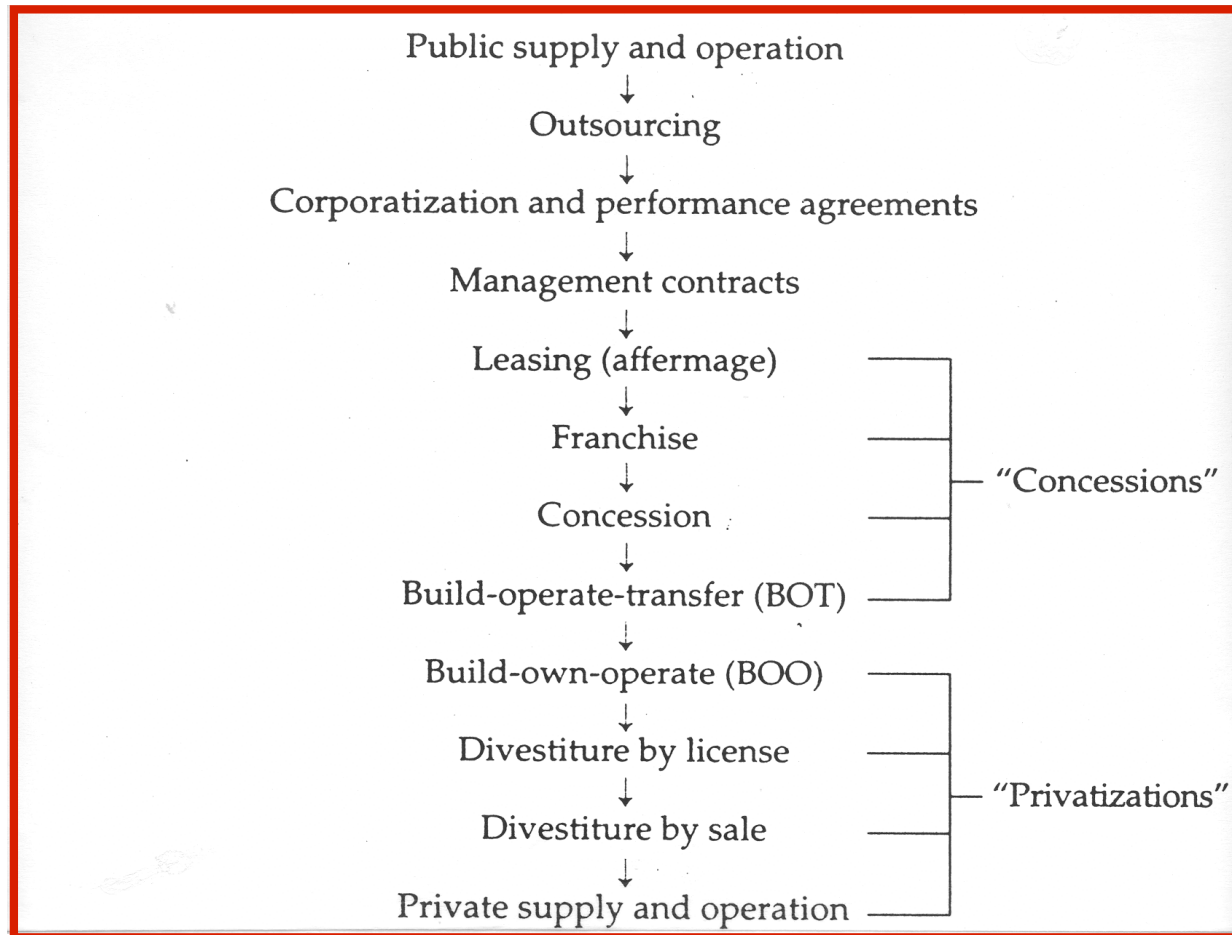 Public supply and operation
Outsourcing
Corporatization and performance agreements
Management contracts
Leasing (affermage)
Franchise
Concession
Build-operate-transfer (BOT)
"Concessions"
Build-own-operate (BOO)
Divestiture by license
Divestiture by sale
Private supply and operation
"Privatizations"